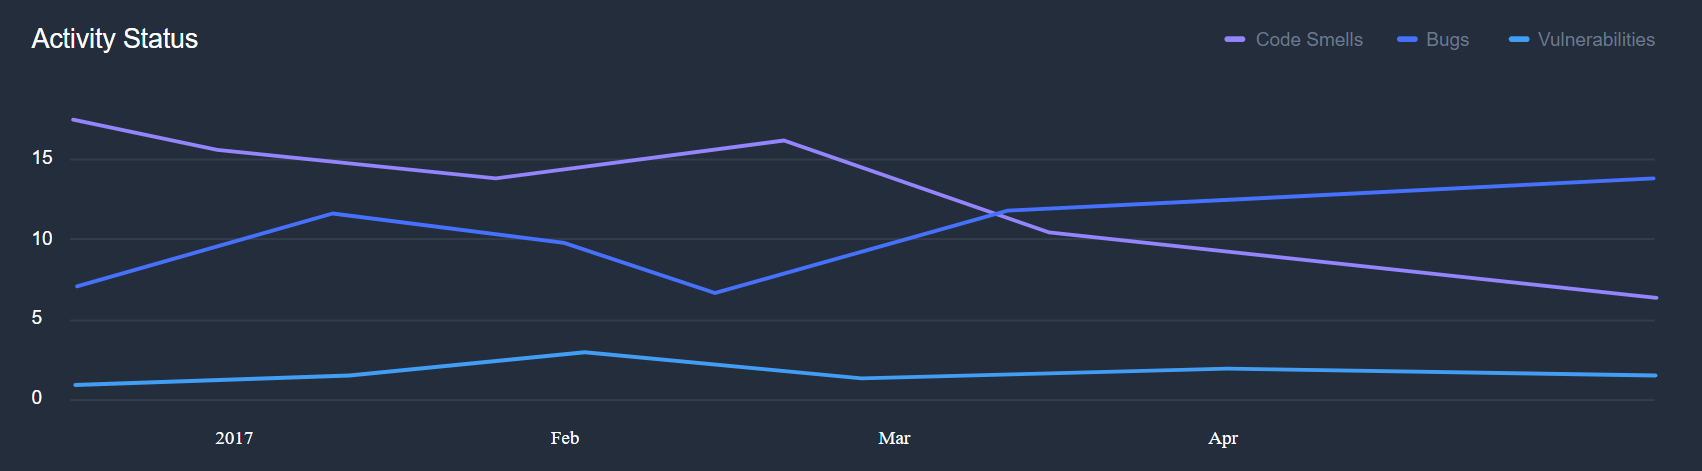 Activity Status
Code Smells Bugs Vulnerabilities
15
10
5
0
2017 Feb Mar Apr